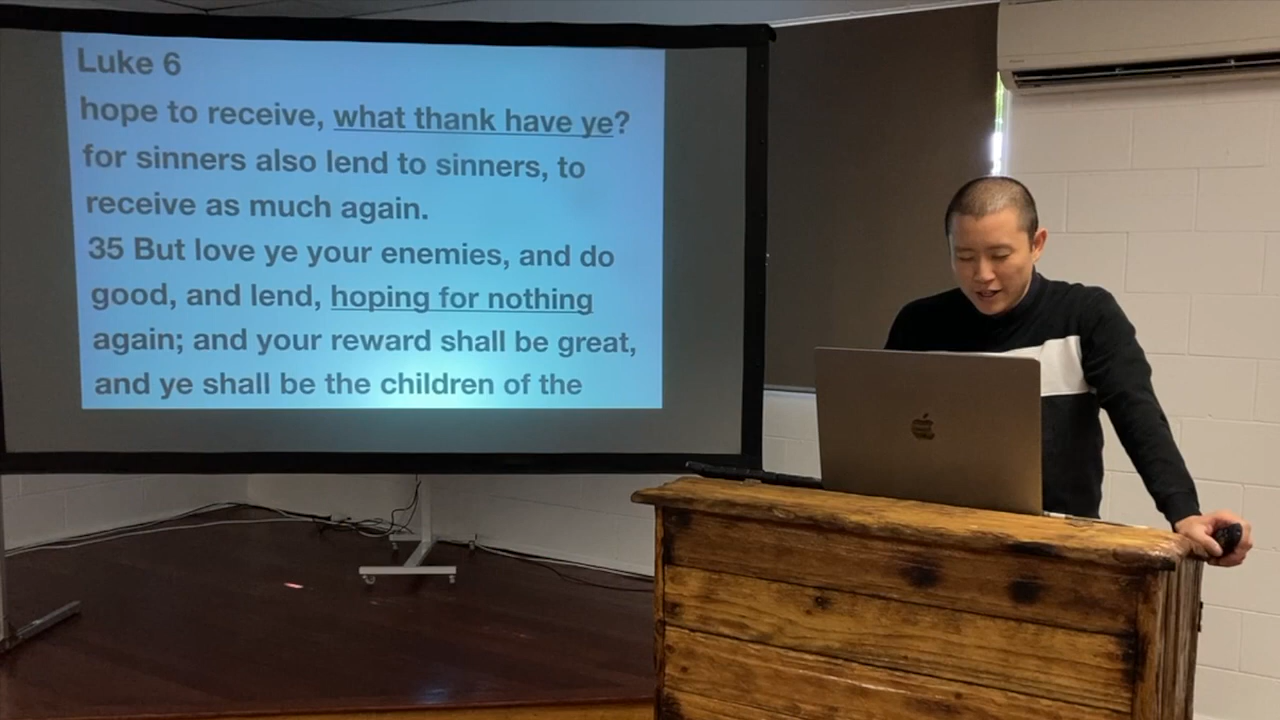 Luke 6
hope to receive, what thank have ye?
for sinners also lend to sinners, to
receive as much again.
35 But love ye your enemies, and do
good, and lend, hoping for nothing
again; and your reward shall be great,
and ye shall be the children of the